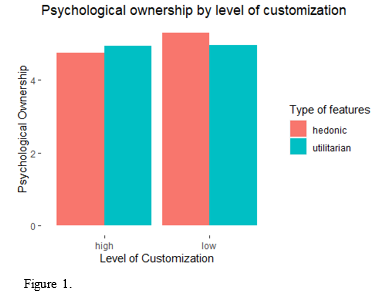 Psychological ownership by level of customization
4
2
0
Psychological Ownership
high
low
Level of Customization
Type of features
hedonic
utilitarian
Figure 1.